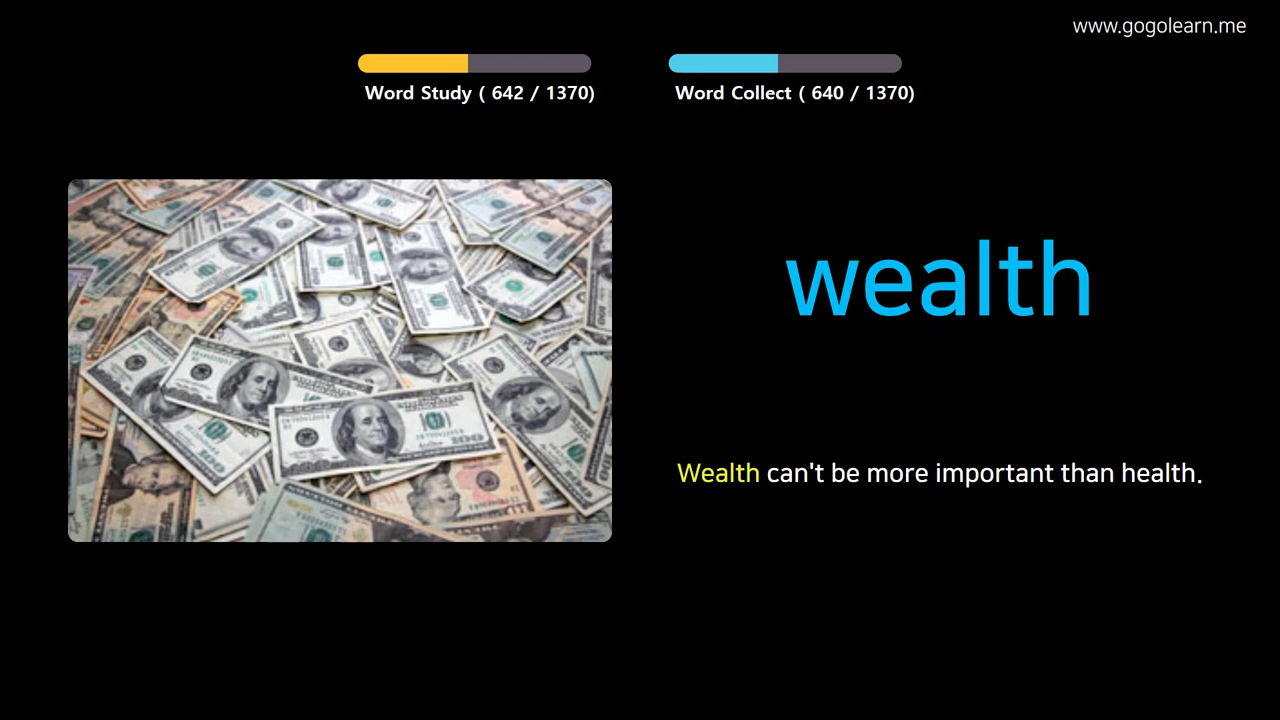 www.gogolearn.me
Word Study ( 642 / 1370)
Word Collect ( 640 / 1370)
wealth
Wealth can't be more important than health.
100